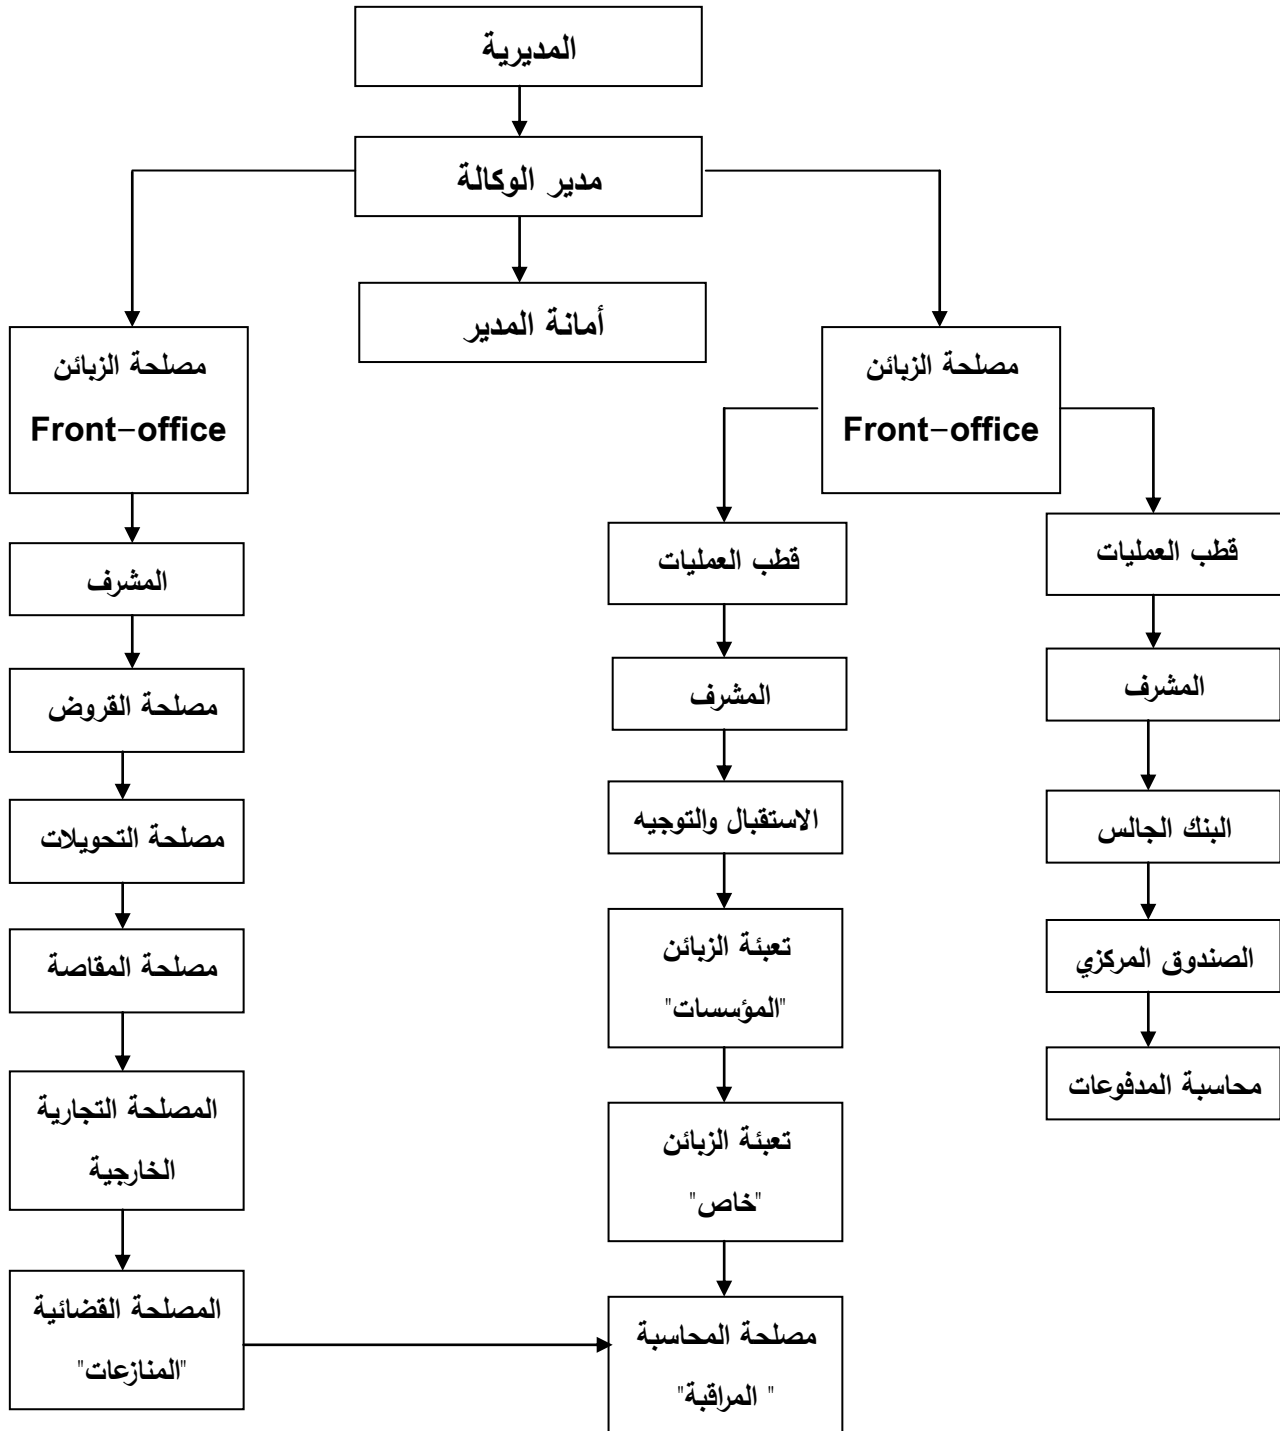 المديرية
مدير الوكالة
أمانة المدير
مصلحة الزبائن
Front-office
مصلحة الزبائن
Front-office
قطب العمليات
قطب العمليات
المشرف
المشرف
المشرف
مصلحة القروض
الاستقبال والتوجيه
البنك الجالس
مصلحة التحويلات
تعبئة الزبائن
"المؤسسات"
الصندوق المركزي
مصلحة المقاصة
محاسبة المدفوعات
المصلحة التجارية
الخارجية
تعبئة الزبائن
"خاص"
المصلحة القضائية
"المنازعات"
مصلحة المحاسبة
" المراقبة"